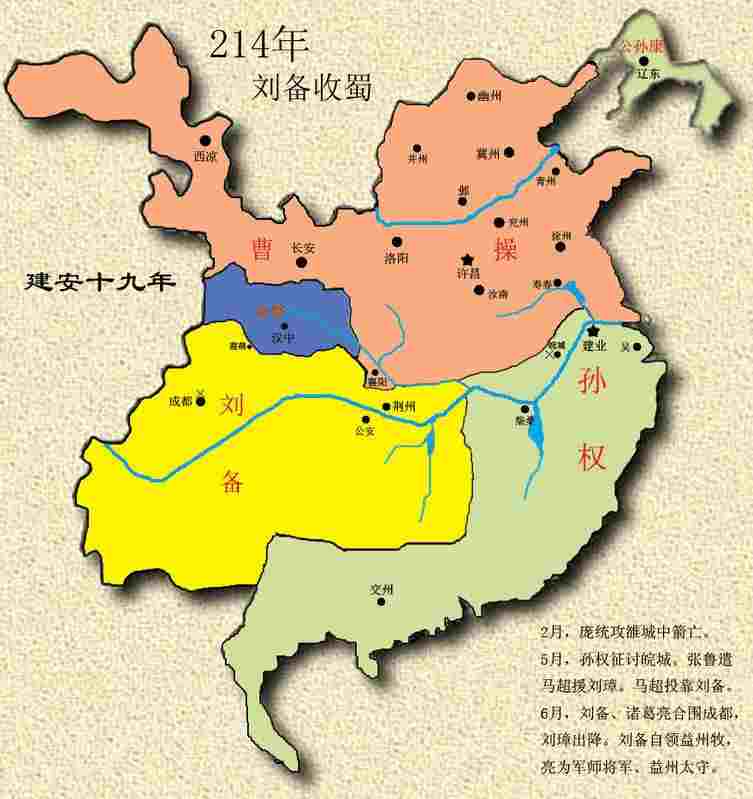 214年
刘备收蜀
公孙康
辽东
幽州
西凉
并州
冀州
青州
邺
兖州
徐州
曹
操
长安
洛阳
许昌
建安十九年
汝南
寿春
汉中
皖城
建业
吴
襄阳
孙
成都
刘
荆州
公安
柴桑
权
备
交州
2月，庞统攻雒城中箭亡。
5月，孙权征讨皖城。张鲁遣
马超援刘璋。马超投靠刘备。
6月，刘备、诸葛亮合围成都，
刘璋出降。刘备自领益州牧，
亮为军师将军、益州太守。